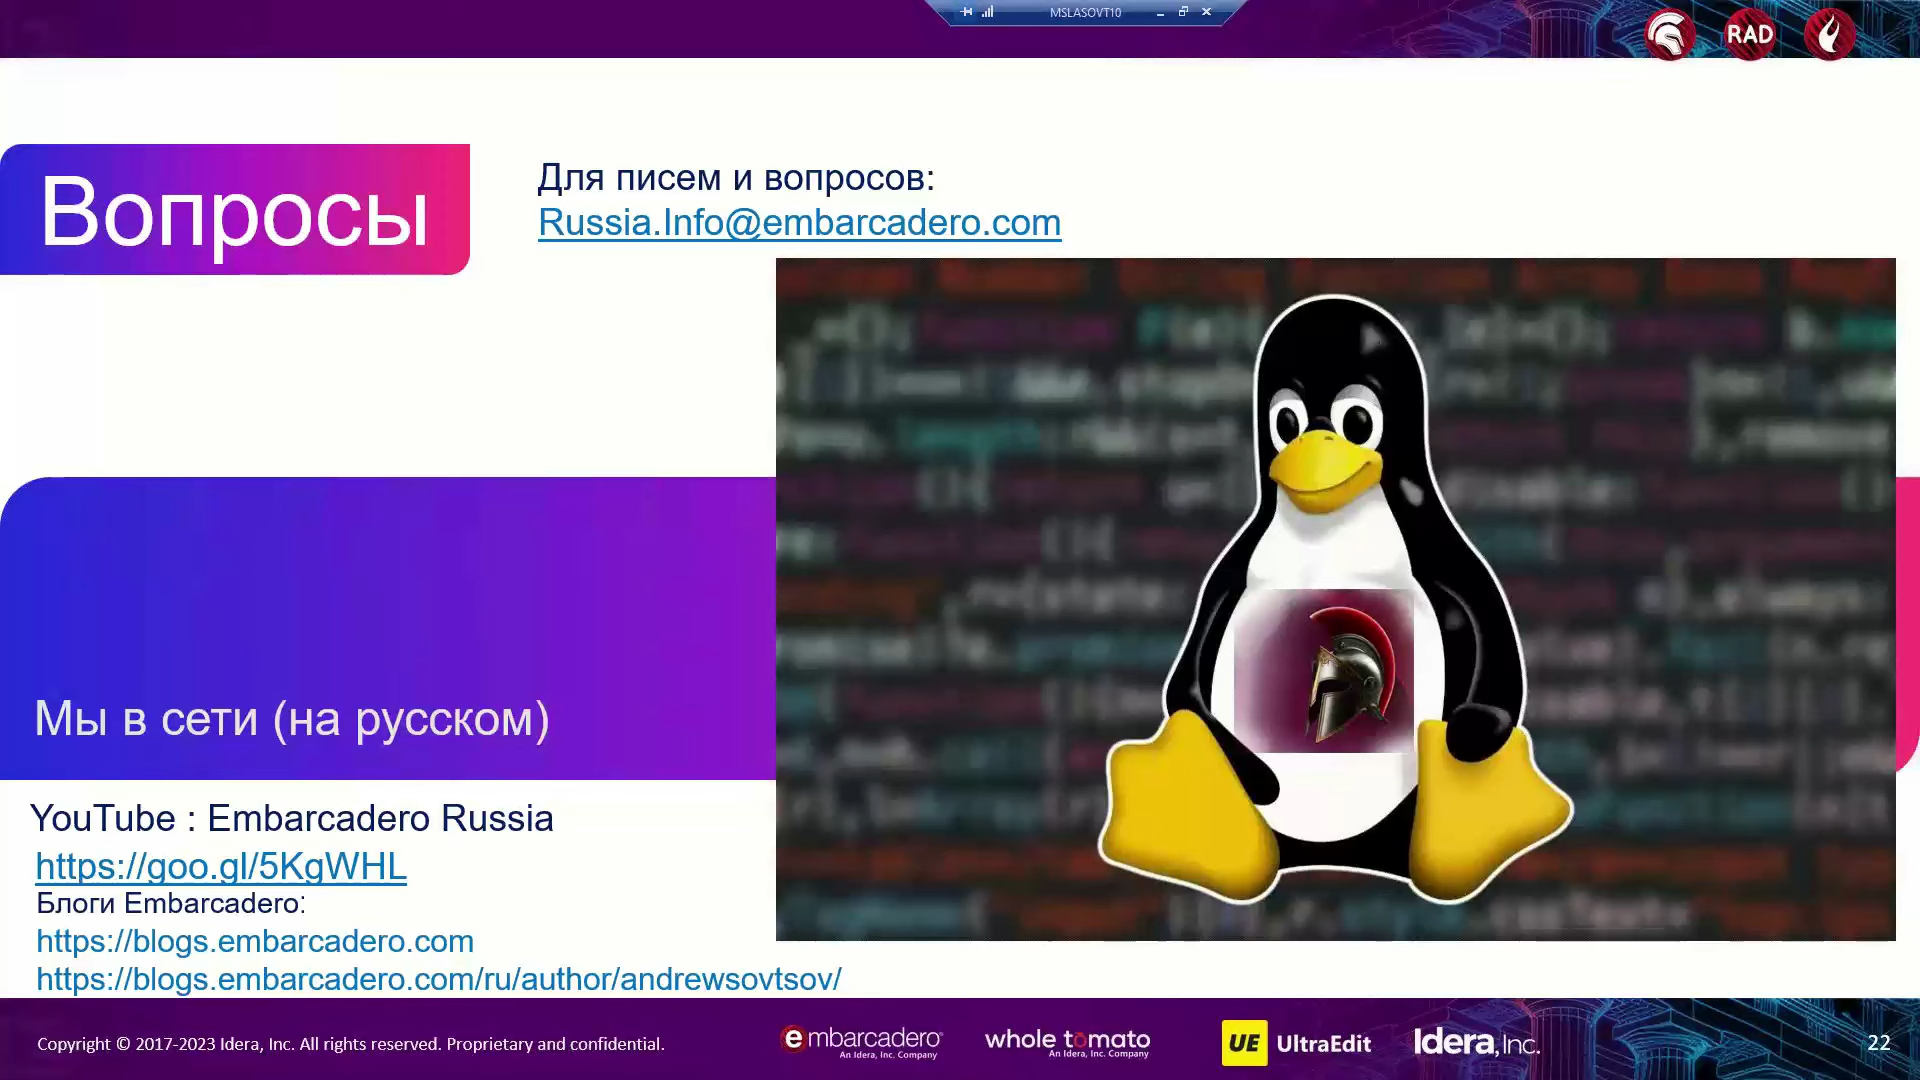 MSLASOVT10
RAD
Вопросы
Для писем и вопросов:
Russia.Info@embarcadero.com
Мы в сети (на русском)
YouTube : Embarcadero Russia
https://goo.gl/5KgWHL
Блоги Embarcadero:
https://blogs.embarcadero.com
https://blogs.embarcadero.com/ru/author/andrewsovtsov/
Copyright © 2017-2023 Idera, Inc. All rights reserved. Proprietary and confidential.
embarcadero®
An Idera, Inc. Company
whole tomato
An Idera, Inc. Company
UE UltraEdit
Idera, Inc.
22